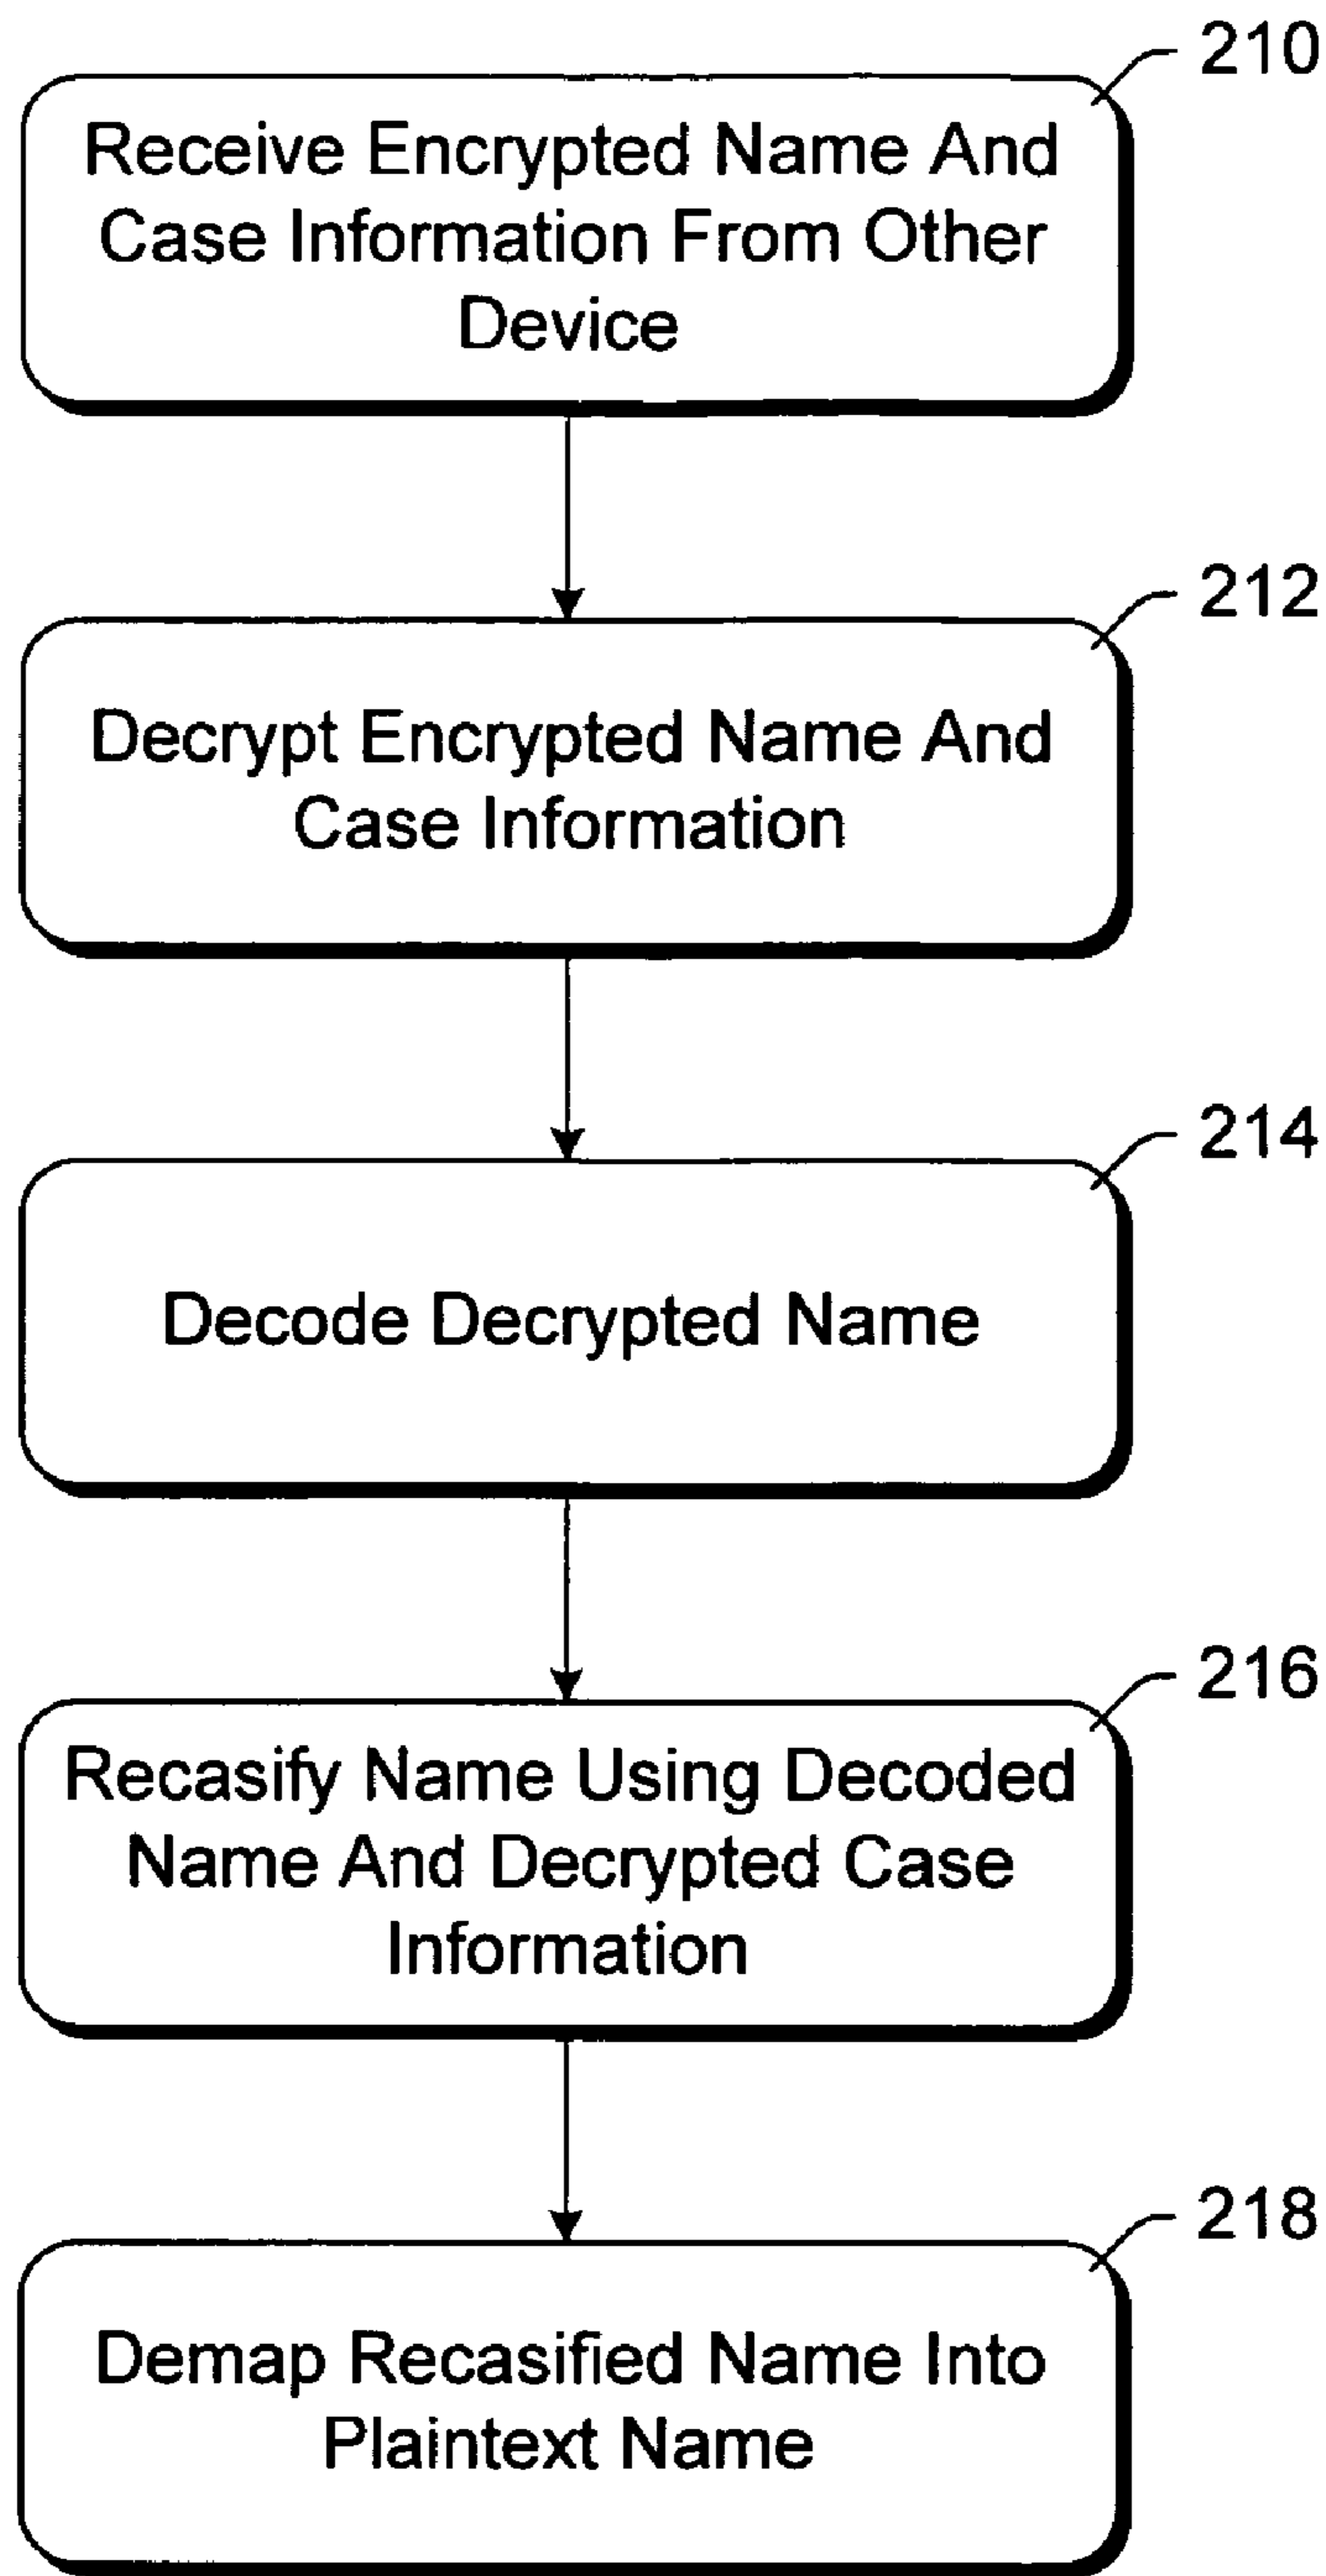 210
Receive Encrypted Name And
Case Information From Other
Device
212
Decrypt Encrypted Name And
Case Information
214
Decode Decrypted Name
216
Recasify Name Using Decoded
Name And Decrypted Case
Information
218
Demap Recasified Name Into
Plaintext Name